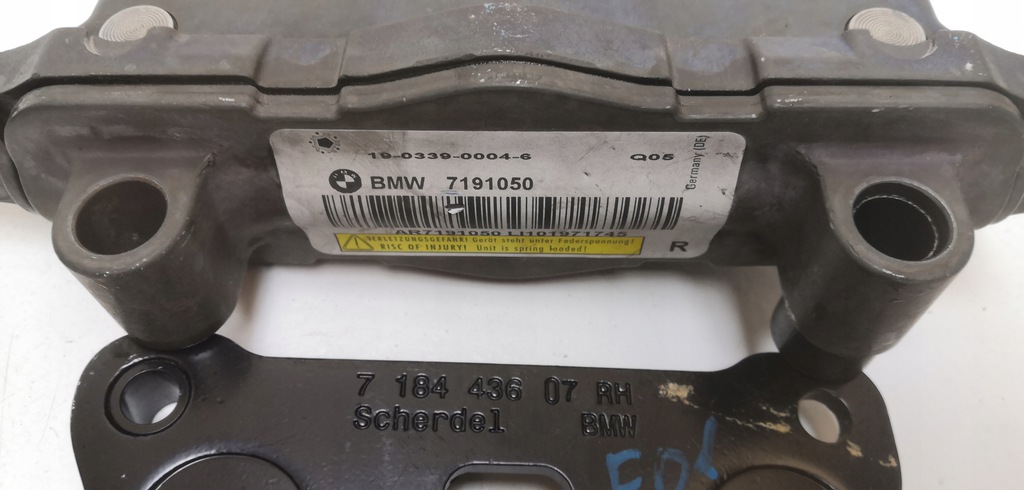 19-0339-0004-6 Q05
Germany (DE)
BMW 7191050
AR7191050 LI101971745
VERLETZUNGSGEFAHR! Gerät steht unter Federspannung!
RISC OF INJURY! Unit is spring loaded!
R
7 184 436 07 RH
Scherdel BMW